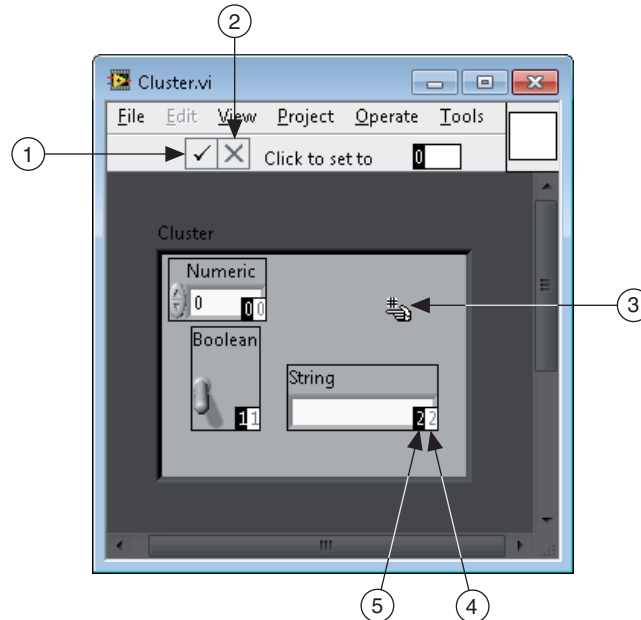 2
Cluster.vi
File Edit View Project Operate Tools
1
Click to set to 0
Cluster
3
Numeric
0 0 0
Boolean
1 1
String
2 2
5 4